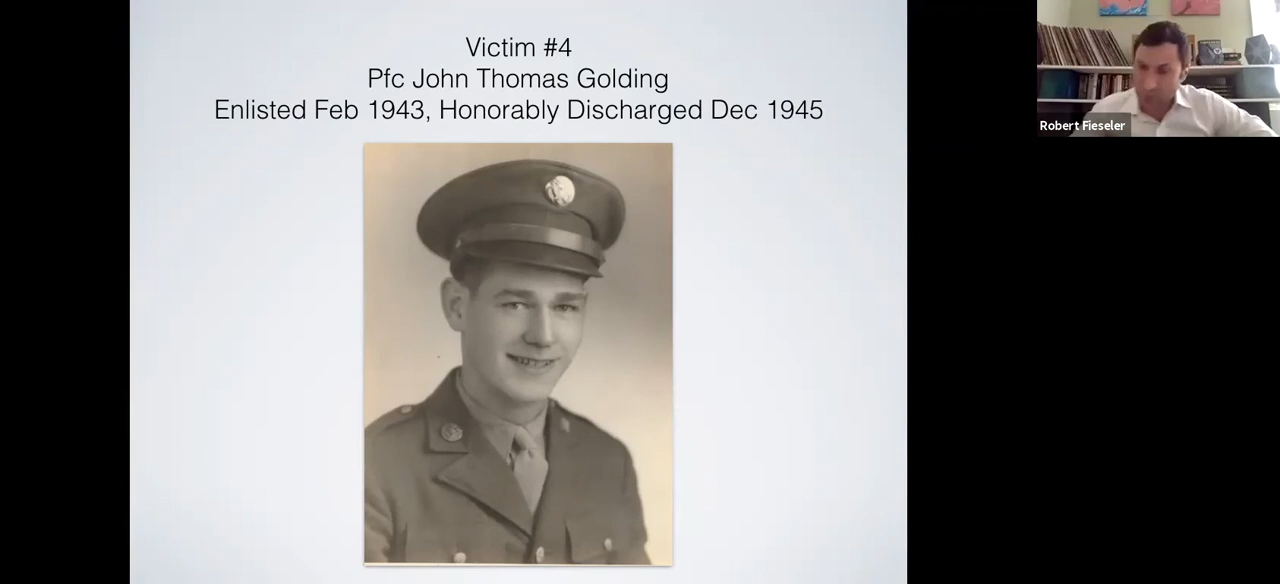 Victim #4
Pfc John Thomas Golding
Enlisted Feb 1943, Honorably Discharged Dec 1945
Robert Fieseler